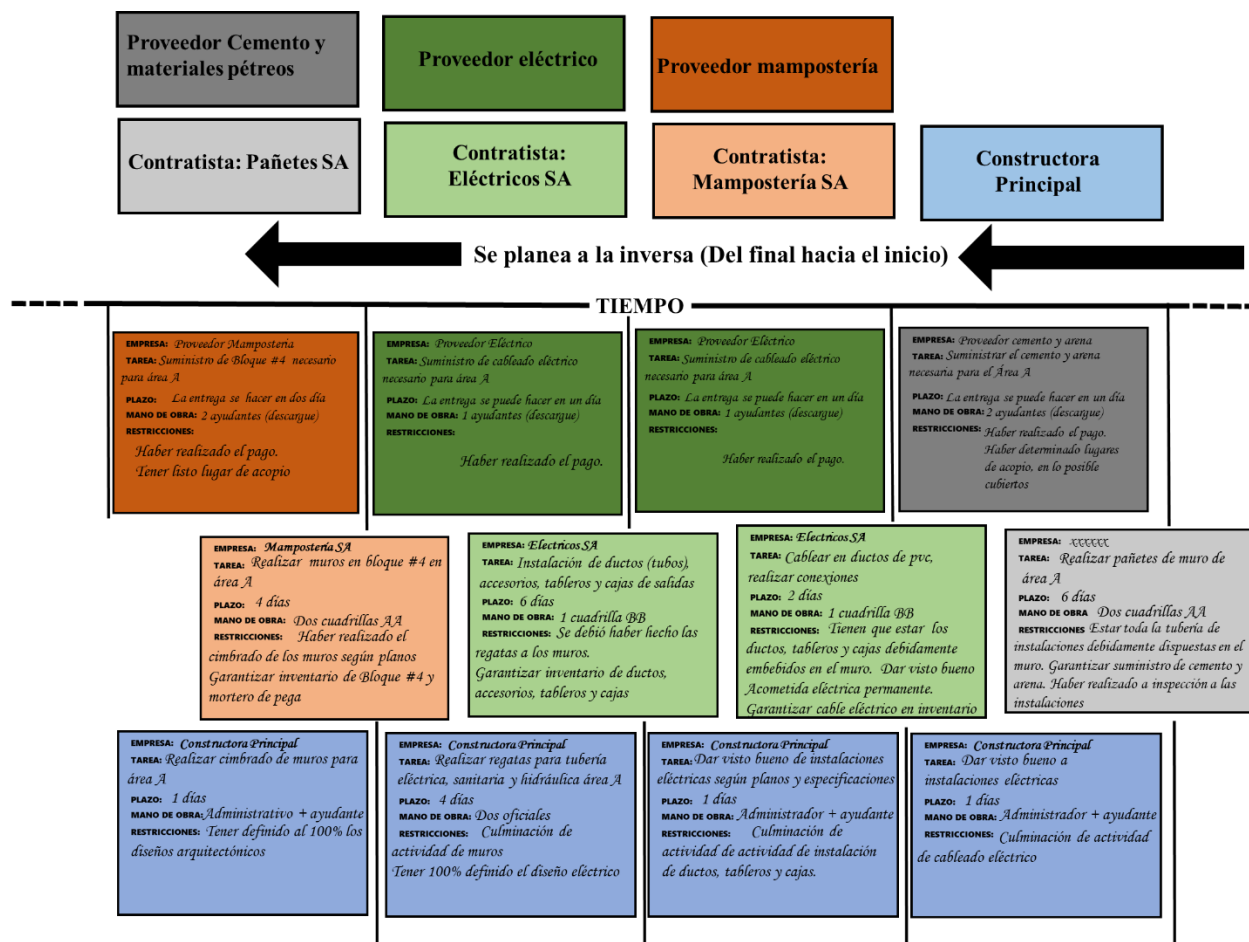 Proveedor Cemento y
materiales pétreos
Proveedor eléctrico
Proveedor mampostería
Contratista: Pañetes SA
Contratista:
Eléctricos SA
Contratista:
Mampostería SA
Constructora
Principal
Se planea a la inversa (Del final hacia el inicio)
TIEMPO
EMPRESA: Proveedor Mamposteria
TAREA: Suministro de Bloque #4 necesario
para área A
PLAZO: La entrega se hacer en dos día
MANO DE OBRA: 2 ayudantes (descargue)
RESTRICCIONES:
Haber realizado el pago.
Tener listo lugar de acopio
EMPRESA: Proveedor Eléctrico
TAREA: Suministro de cableado eléctrico
necesario para área A
PLAZO: La entrega se puede hacer en un día
MANO DE OBRA: 1 ayudantes (descargue)
RESTRICCIONES:
Haber realizado el pago.
EMPRESA: Proveedor Eléctrico
TAREA: Suministro de cableado eléctrico
necesario para área A
PLAZO: La entrega se puede hacer en un día
MANO DE OBRA: 1 ayudantes (descargue)
RESTRICCIONES:
Haber realizado el pago.
EMPRESA: Proveedor cemento y arena
TAREA: Suministrar el cemento y arena
necesaria para el Área A
PLAZO: La entrega se puede hacer en un día
MANO DE OBRA: 2 ayudantes (descargue)
RESTRICCIONES: Haber realizado el pago.
Haber determinado lugares
de acopio, en lo posible
cubiertos
EMPRESA: Mampostería SA
TAREA: Realizar muros en bloque #4 en
área A
PLAZO: 4 días
MANO DE OBRA: Dos cuadrillas AA
RESTRICCIONES: Haber realizado el
cimbrado de los muros según planos
Garantizar inventario de Bloque #4 y
mortero de pega
EMPRESA: Electricos SA
TAREA: Instalación de ductos (tubos),
accesorios, tableros y cajas de salidas
PLAZO: 6 días
MANO DE OBRA: 1 cuadrilla BB
RESTRICCIONES: Se debió haber hecho las
regatas a los muros.
Garantizar inventario de ductos,
accesorios, tableros y cajas
EMPRESA: Electricos SA
TAREA: Cablear en ductos de pvc,
realizar conexiones
PLAZO: 2 días
MANO DE OBRA: 1 cuadrilla BB
RESTRICCIONES: Tienen que estar los
ductos, tableros y cajas debidamente
embebidos en el muro. Dar visto bueno
Acometida eléctrica permanente.
Garantizar cable eléctrico en inventario
EMPRESA:
TAREA: Realizar pañetes de muro de
área A
PLAZO: 6 días
MANO DE OBRA Dos cuadrillas AA
RESTRICCIONES Estar toda la tubería de
instalaciones debidamente dispuestas en el
muro. Garantizar suministro de cemento y
arena. Haber realizado a inspección a las
instalaciones
EMPRESA: Constructora Principal
TAREA: Realizar cimbrado de muros para
área A
PLAZO: 1 días
MANO DE OBRA: Administrativo + ayudante
RESTRICCIONES: Tener definido al 100% los
diseños arquitectónicos
EMPRESA: Constructora Principal
TAREA: Realizar regatas para tubería
eléctrica, sanitaria y hidráulica área A
PLAZO: 4 días
MANO DE OBRA: Dos oficiales
RESTRICCIONES: Culminación de
actividad de muros
Tener 100% definido el diseño eléctrico
EMPRESA: Constructora Principal
TAREA: Dar visto bueno de instalaciones
eléctricas según planos y especificaciones
PLAZO: 1 días
MANO DE OBRA: Administrador + ayudante
RESTRICCIONES: Culminación de
actividad de actividad de instalación
de ductos, tableros y cajas.
EMPRESA: Constructora Principal
TAREA: Dar visto bueno a
instalaciones eléctricas
PLAZO: 1 días
MANO DE OBRA: Administrador + ayudante
RESTRICCIONES: Culminación de actividad
de cableado eléctrico